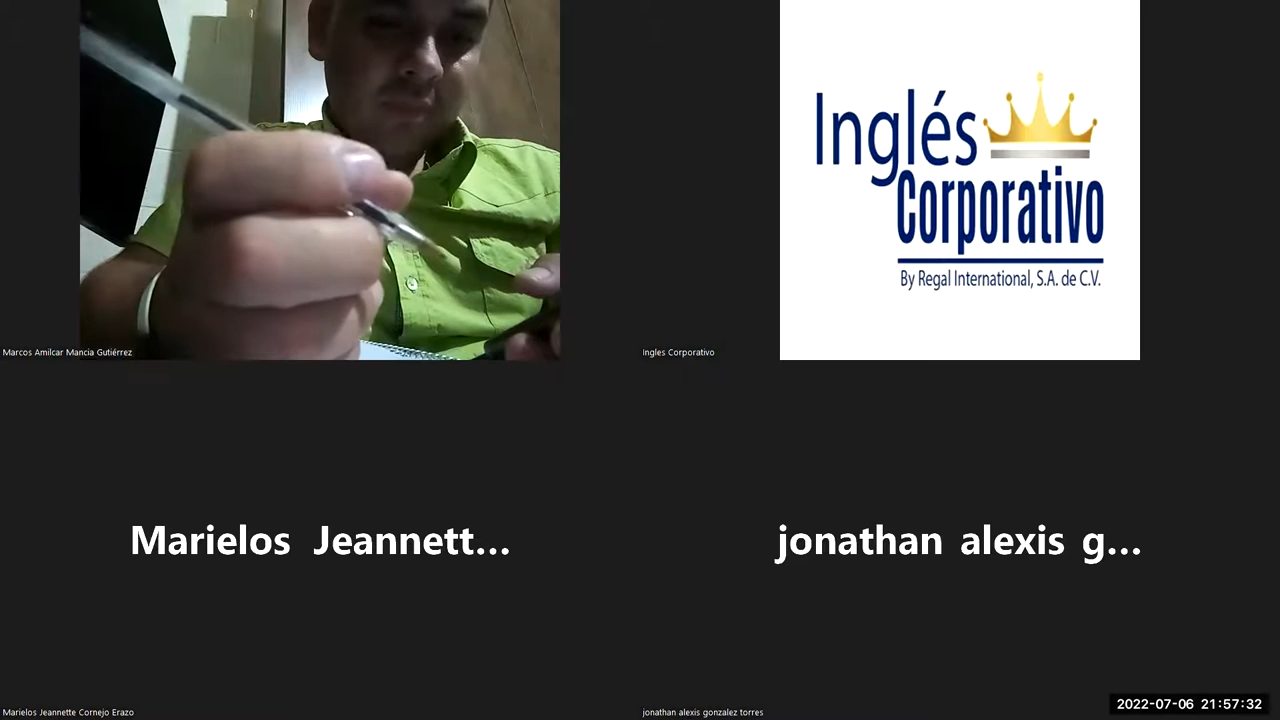 Inglés
Corporativo
By Regal International, S.A. de C.V.
Marcos Amilcar Mancia Gutiérrez
Ingles Corporativo
Marielos Jeannett...
jonathan alexis g...
Marielos Jeannette Cornejo Erazo
jonathan alexis gonzalez torres
2022-07-06 21:57:32